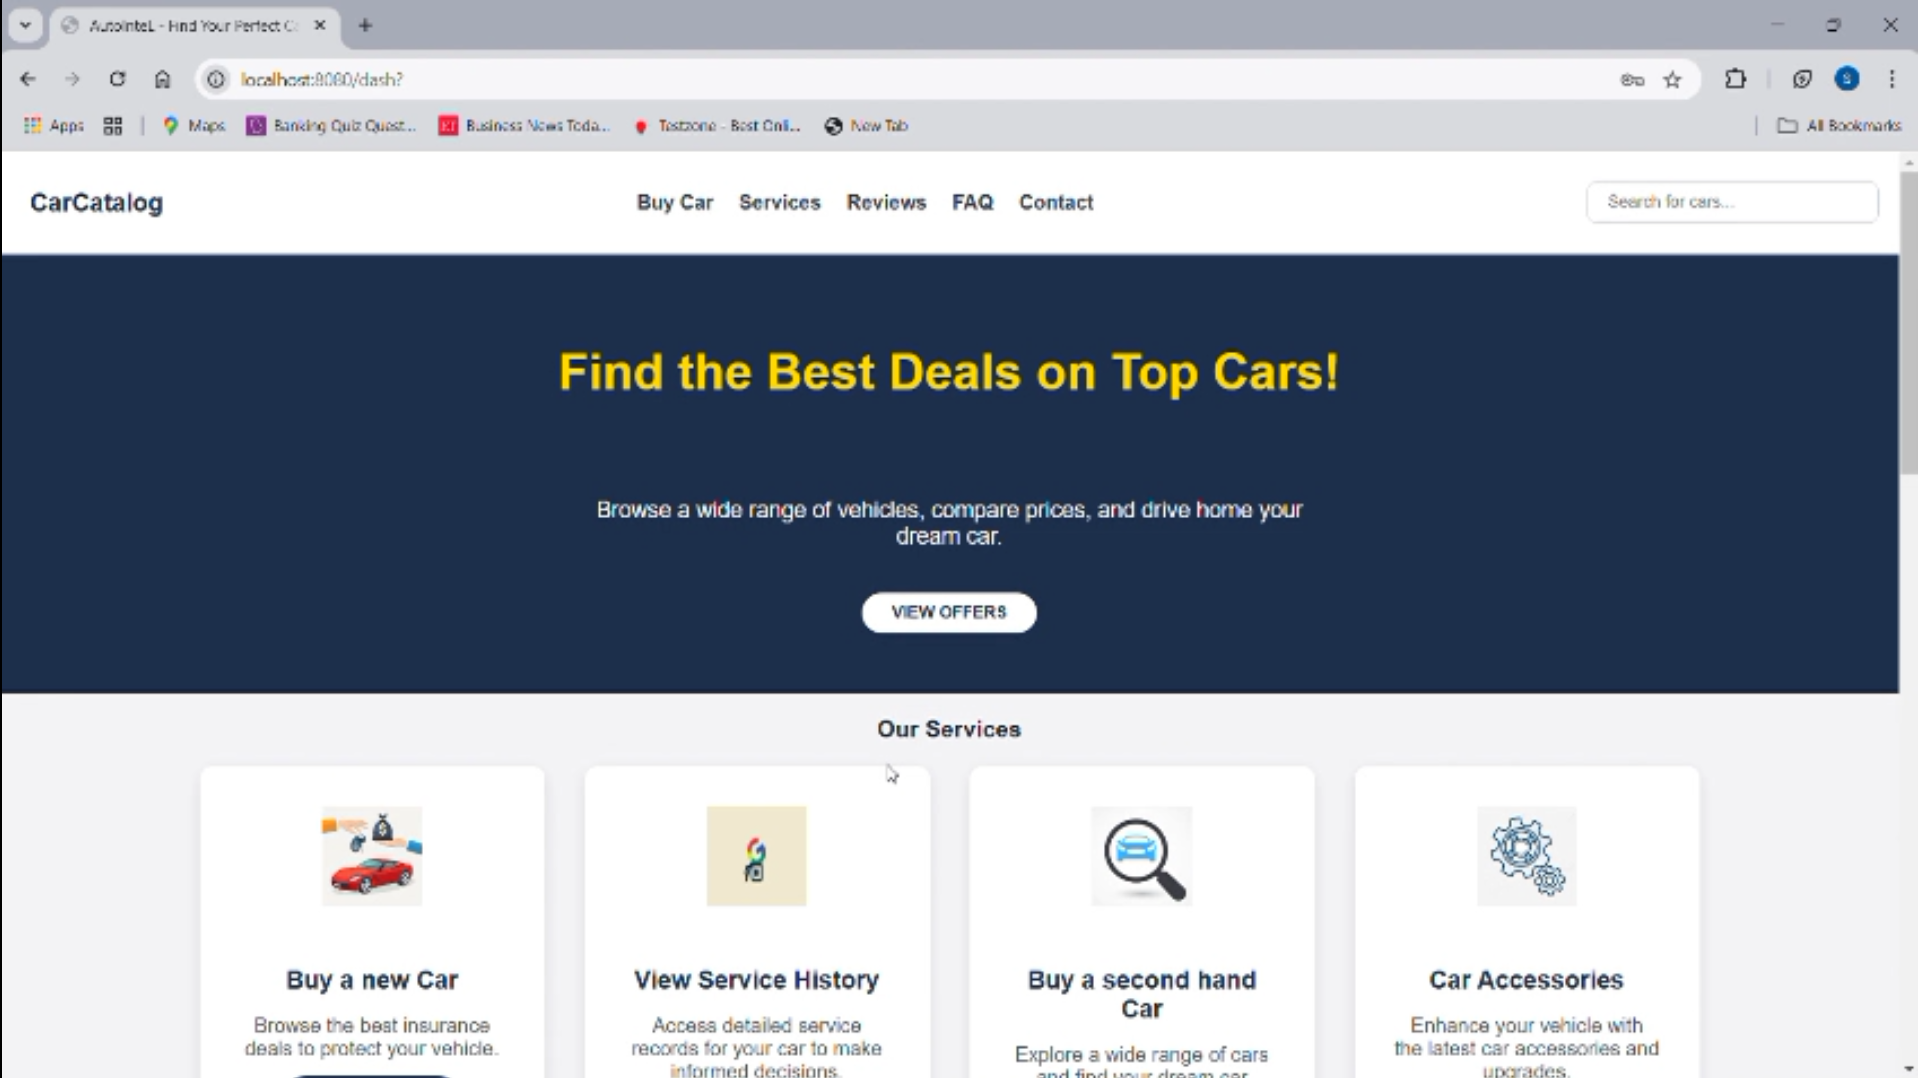 AutoInteL - Find Your Perfect C
localhost:8080/dash?
Apps
Maps
Banking Quiz Quest...
Business News Toda...
Testzone - Best Onli...
New Tab
All Bookmarks
CarCatalog
Buy Car
Services
Reviews
FAQ
Contact
Search for cars...
Find the Best Deals on Top Cars!
Browse a wide range of vehicles, compare prices, and drive home your
dream car.
VIEW OFFERS
Our Services
Buy a new Car
Browse the best insurance
deals to protect your vehicle.
View Service History
Access detailed service
records for your car to make
informed decisions.
Buy a second hand
Car
Explore a wide range of cars
and find your dream car
Car Accessories
Enhance your vehicle with
the latest car accessories and
upgrades.